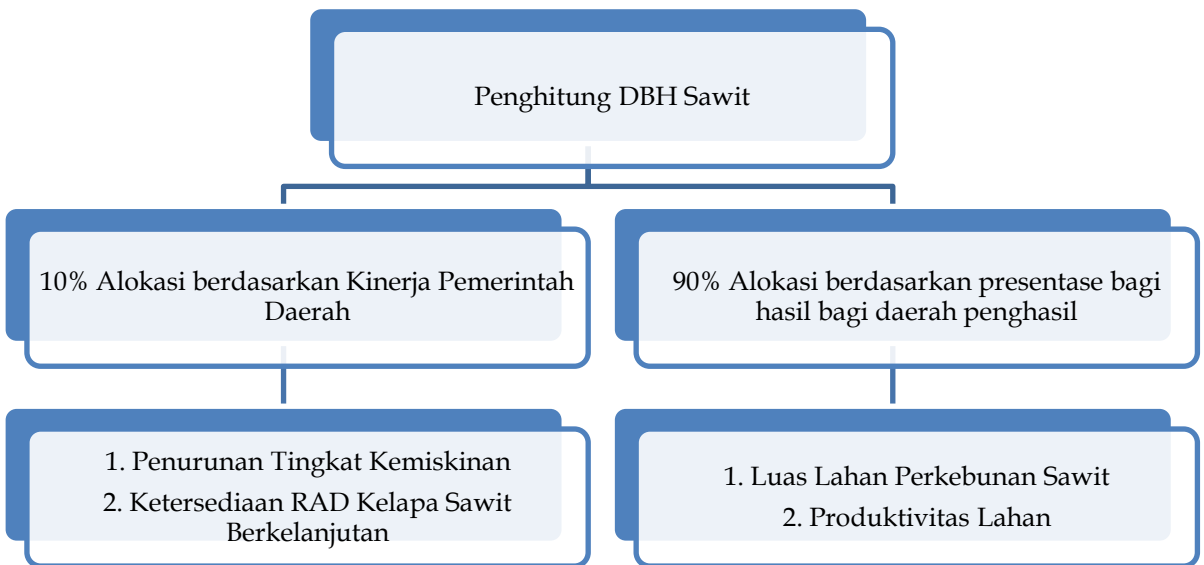 Penghitung DBH Sawit
10% Alokasi berdasarkan Kinerja Pemerintah
Daerah
90% Alokasi berdasarkan presentase bagi
hasil bagi daerah penghasil
1. Penurunan Tingkat Kemiskinan
2. Ketersediaan RAD Kelapa Sawit
Berkelanjutan
1. Luas Lahan Perkebunan Sawit
2. Produktivitas Lahan